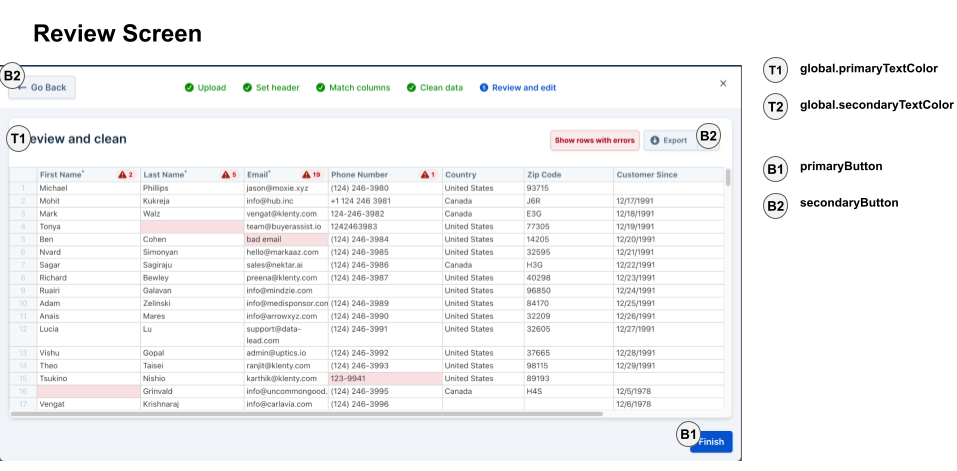 Review Screen
B2
← Go Back
Upload
Set header
Match columns
Clean data
5 Review and edit
×
T1 eview and clean
Show rows with errors
Export
B2
First Name* 2 Last Name* 5 Email* 19 Phone Number 1 Country Zip Code Customer Since
1 Michael Phillips jason@moxie.xyz (124) 246-3980 United States 93715
2 Mohit Kukreja info@hub.inc +1 124 246 3981 Canada J6R 12/17/1991
3 Mark Walz vengat@klenty.com 124-246-3982 Canada E3G 12/18/1991
4 Tonya team@buyerassist.io 1242463983 United States 77305 12/19/1991
5 Ben Cohen bad email (124) 246-3984 United States 14205 12/20/1991
6 Nvard Simonyan hello@markaaz.com (124) 246-3985 United States 32595 12/21/1991
7 Sagar Sagiraju sales@nektar.ai (124) 246-3986 Canada H3G 12/22/1991
8 Richard Bewley preena@klenty.com (124) 246-3987 United States 40298 12/23/1991
9 Ruairi Galavan info@mindzie.com United States 96850 12/24/1991
10 Adam Zelinski info@medisponsor.con (124) 246-3989 United States 84170 12/25/1991
11 Anais Mares info@arrowxyz.com (124) 246-3990 United States 32209 12/26/1991
12 Lucia Lu support@data- (124) 246-3991 United States 32605 12/27/1991
lead.com
13 Vishu Gopal admin@uptics.io (124) 246-3992 United States 37665 12/28/1991
14 Theo Taisei ranjit@klenty.com (124) 246-3993 United States 98115 12/29/1991
15 Tsukino Nishio karthik@klenty.com 123-9941 United States 89193
16 Grinvald info@uncommongood. (124) 246-3995 Canada H4S 12/5/1978
17 Vengat Krishnaraj info@carlavia.com (124) 246-3996 12/6/1978
B1
Finish
T1 global.primaryTextColor
T2 global.secondaryTextColor
B1 primaryButton
B2 secondaryButton